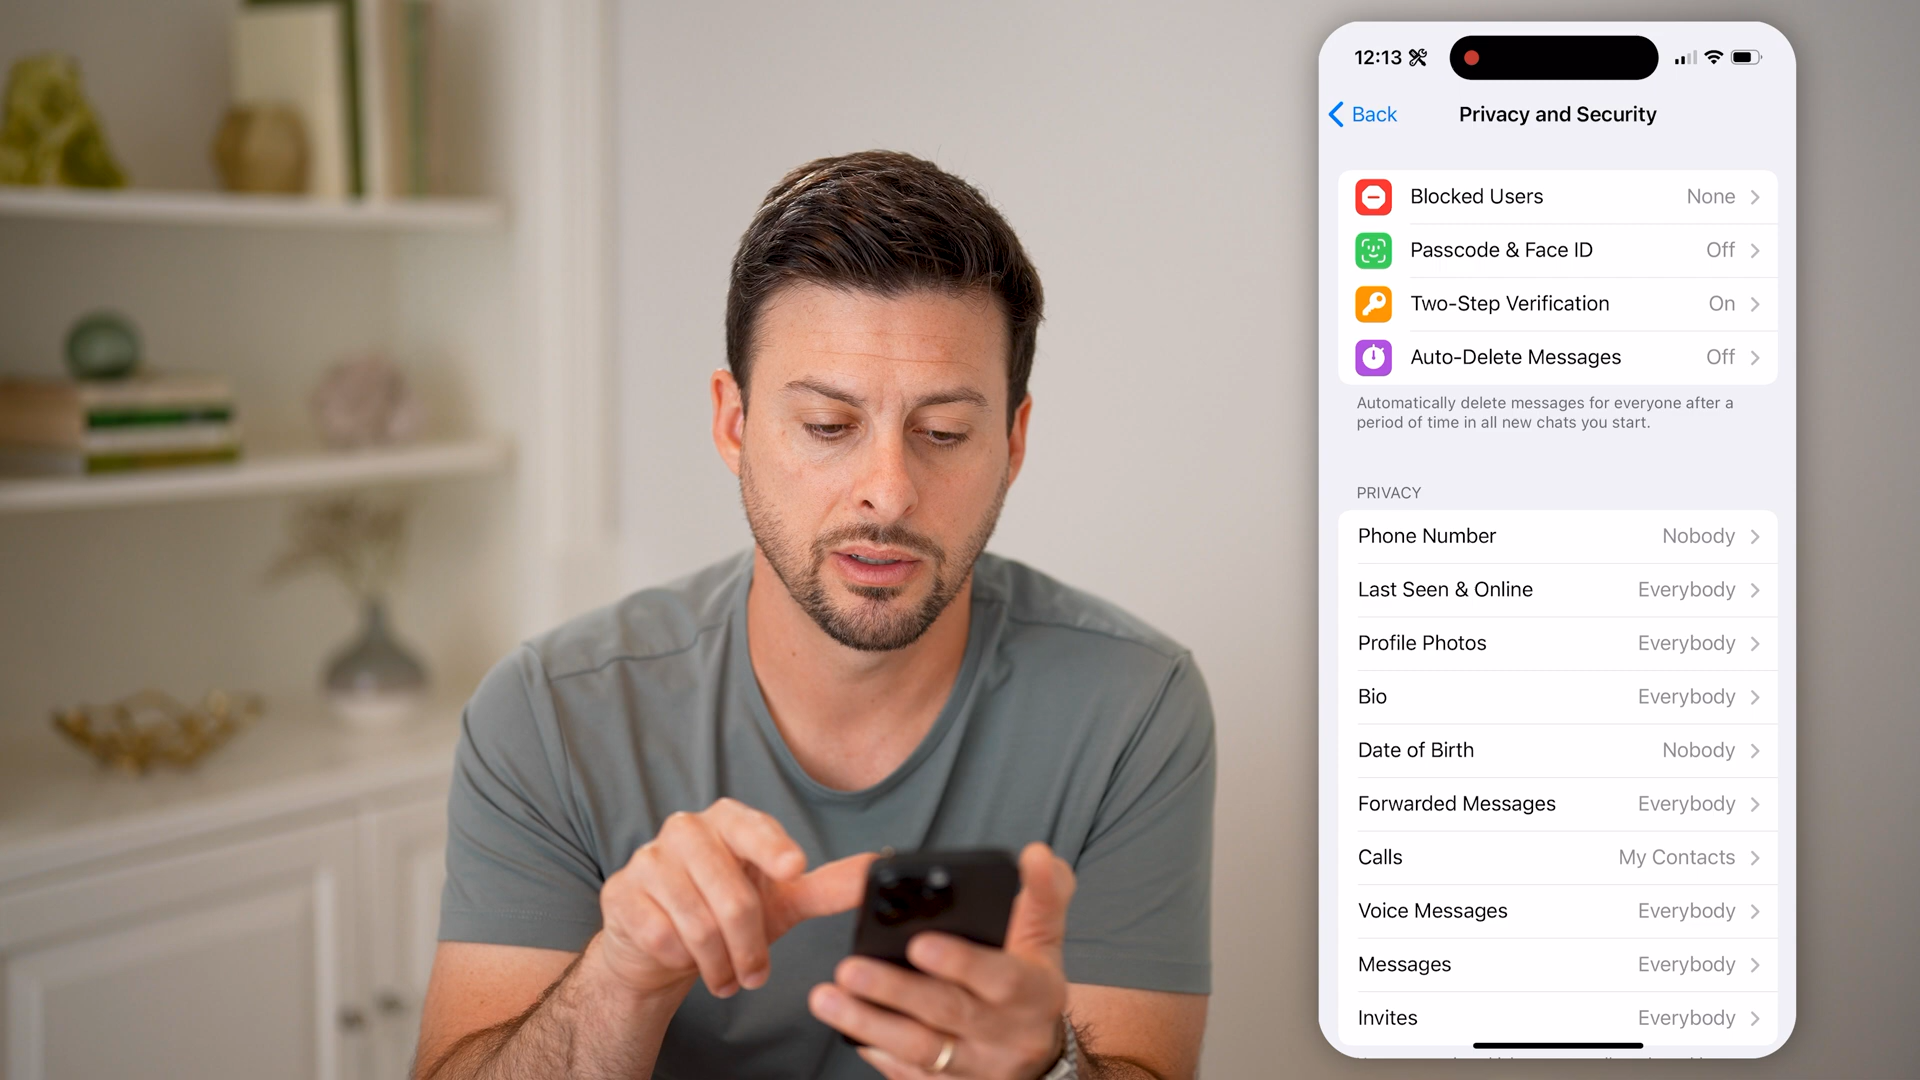 12:13
Back
Privacy and Security
Blocked Users None
Passcode & Face ID Off
Two-Step Verification On
Auto-Delete Messages Off
Automatically delete messages for everyone after a
period of time in all new chats you start.
PRIVACY
Phone Number Nobody
Last Seen & Online Everybody
Profile Photos Everybody
Bio Everybody
Date of Birth Nobody
Forwarded Messages Everybody
Calls My Contacts
Voice Messages Everybody
Messages Everybody
Invites Everybody